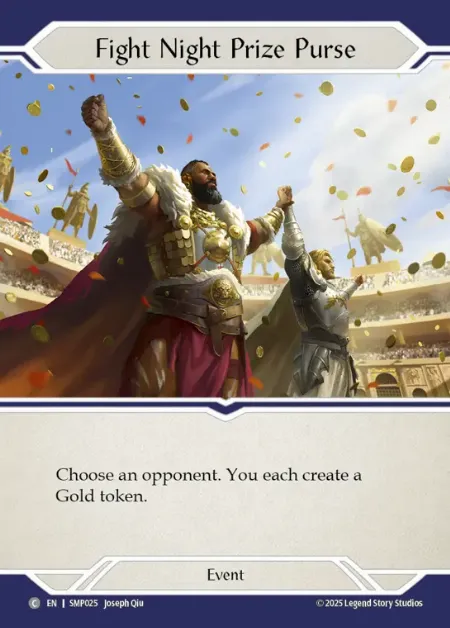 Fight Night Prize Purse
Choose an opponent. You each create a
Gold token.
Event
C EN | SMP025 Joseph Qiu © 2025 Legend Story Studios